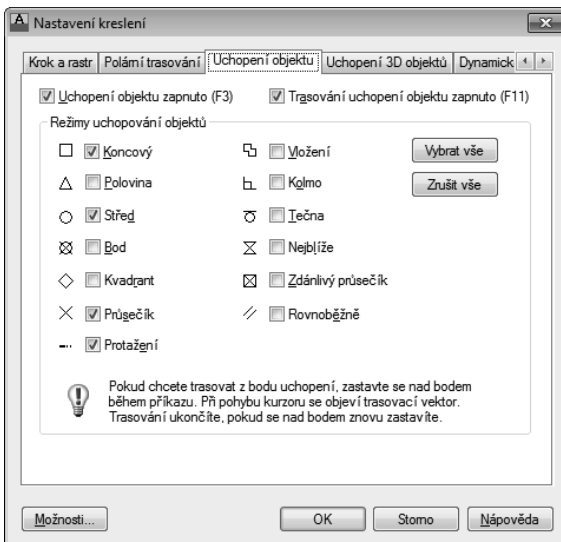 Nastavení kreslení
Krok a rastr Polární trasování Uchopení objektu Uchopení 3D objektů Dynamick
Uchopení objektu zapnuto (F3) Trasování uchopení objektu zapnuto (F11)
Režimy uchopování objektů
Koncový Vložení Vybrat vše
Polovina Kolmo Zrušit vše
Střed Tečna
Bod Nejblíže
Kvadrant Zdánlivý průsečík
Průsečík Rovnoběžně
Protažení
Pokud chcete trasovat z bodu uchopení, zastavte se nad bodem
během příkazu. Při pohybu kurzoru se objeví trasovací vektor.
Trasování ukončíte, pokud se nad bodem znovu zastavíte.
Možnosti... OK Storno Nápověda